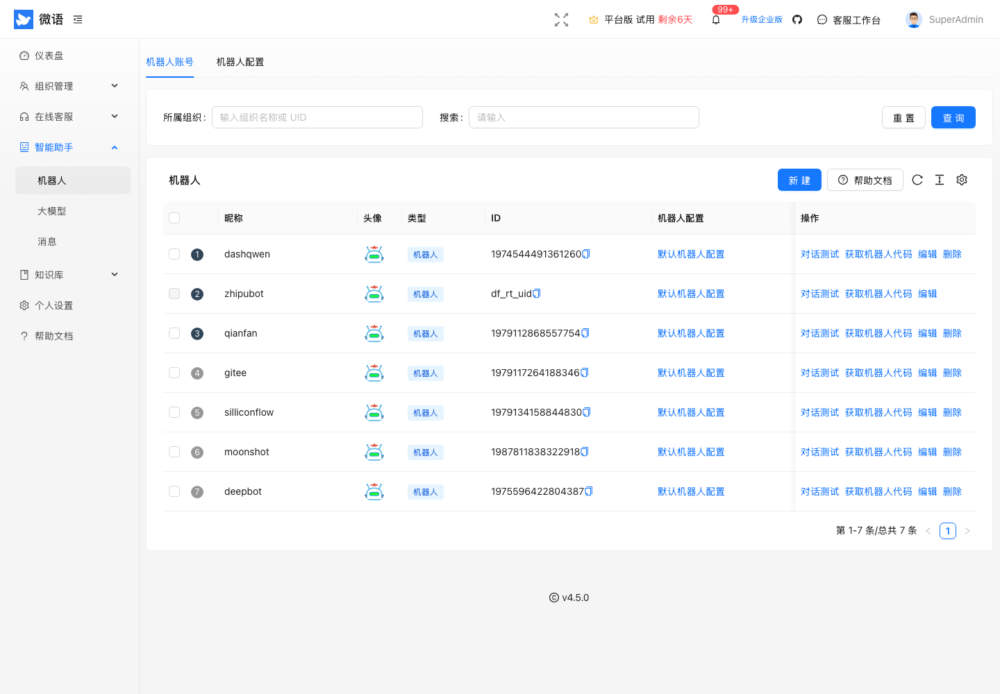 微语
平台版 试用 剩余6天
99+
升级企业版
客服工作台
SuperAdmin
仪表盘
组织管理
在线客服
智能助手
机器人
大模型
消息
知识库
个人设置
帮助文档
机器人账号 机器人配置
所属组织: 输入组织名称或 UID 搜索: 请输入 重 置 查 询
机器人 新 建 帮助文档
昵称 头像 类型 ID 机器人配置 操作
1 dashqwen 机器人 1974544491361260 默认机器人配置 对话测试 获取机器人代码 编辑 删除
2 zhipubot 机器人 df_rt_uid 默认机器人配置 对话测试 获取机器人代码 编辑
3 qianfan 机器人 1979112868557754 默认机器人配置 对话测试 获取机器人代码 编辑 删除
4 gitee 机器人 1979117264188346 默认机器人配置 对话测试 获取机器人代码 编辑 删除
5 silliconflow 机器人 1979134158844830 默认机器人配置 对话测试 获取机器人代码 编辑 删除
6 moonshot 机器人 1987811838322918 默认机器人配置 对话测试 获取机器人代码 编辑 删除
7 deepbot 机器人 1975596422804387 默认机器人配置 对话测试 获取机器人代码 编辑 删除
第 1-7 条/总共 7 条 1
© v4.5.0